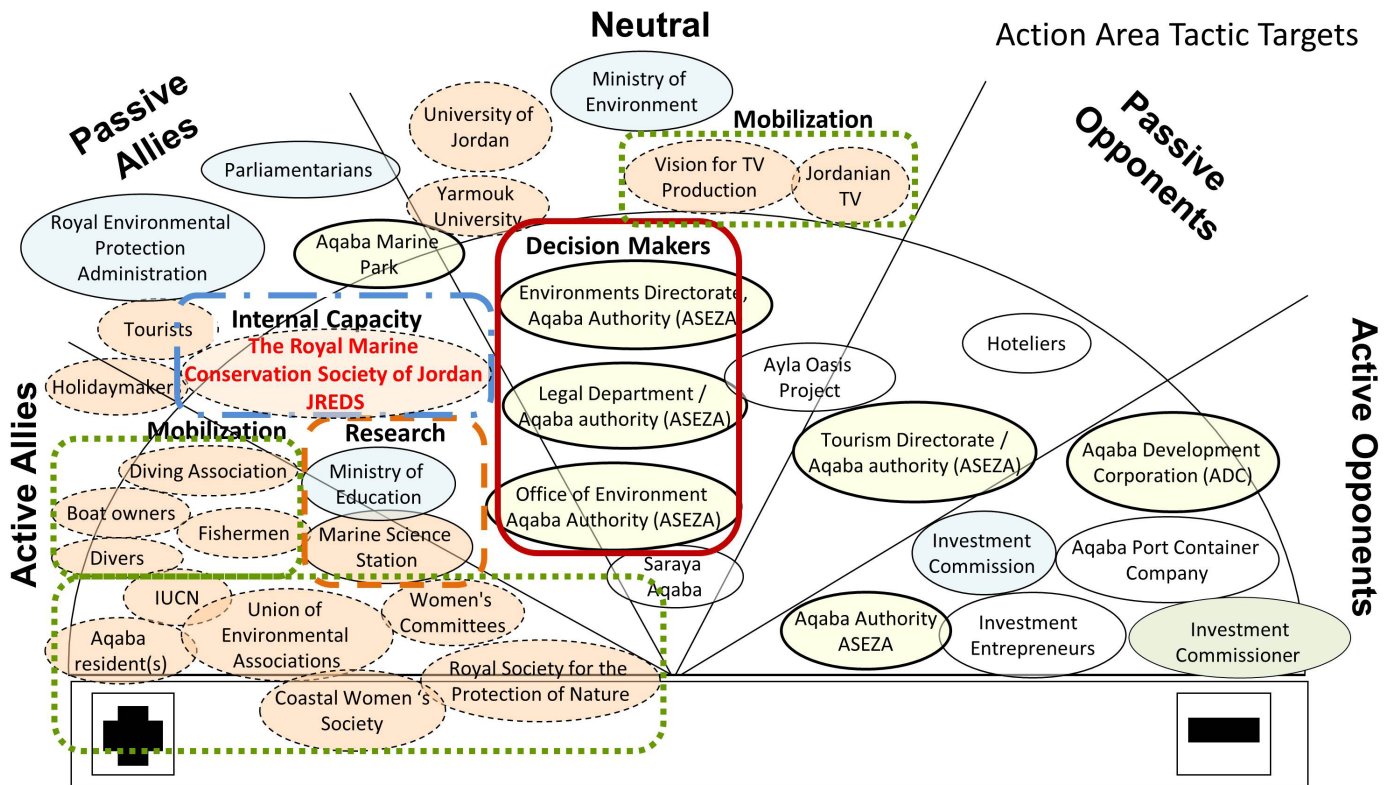 Neutral
Action Area Tactic Targets
Passive
Allies
Ministry of
Environment
Passive
Opponents
University of
Jordan
Mobilization
Parliamentarians
Vision for TV
Production
Jordanian
TV
Yarmouk
University
Royal Environmental
Protection
Administration
Aqaba Marine
Park
Decision Makers
Environments Directorate,
Aqaba Authority (ASEZA
Tourists
Internal Capacity
The Royal Marine
Conservation Society of Jordan
JREDS
Holidaymaker
Hoteliers
Ayla Oasis
Project
Legal Department /
Aqaba authority (ASEZA)
Active Allies
Active Opponents
Mobilization
Research
Tourism Directorate /
Aqaba authority (ASEZA)
Aqaba Development
Corporation (ADC)
Diving Association
Ministry of
Education
Boat owners
Office of Environment
Aqaba Authority (ASEZA)
Fishermen
Marine Science
Station
Divers
Investment
Commission
Aqaba Port Container
Company
Saraya
Aqaba
IUCN
Union of
Environmental
Associations
Women's
Committees
Aqaba
resident(s)
Aqaba Authority
ASEZA
Investment
Entrepreneurs
Investment
Commissioner
Royal Society for the
Protection of Nature
Coastal Women 's
Society